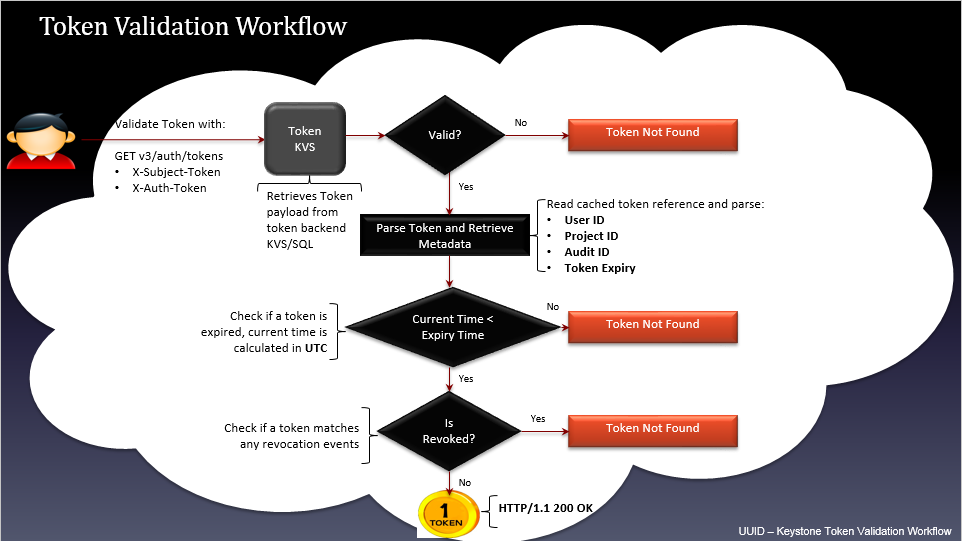 Token Validation Workflow
Validate Token with:
GET v3/auth/tokens
• X-Subject-Token
• X-Auth-Token
Token
KVS
Retrieves Token
payload from
token backend
KVS/SQL
Valid?
No
Token Not Found
Yes
Parse Token and Retrieve
Metadata
Read cached token reference and parse:
• User ID
• Project ID
• Audit ID
• Token Expiry
Check if a token is
expired, current time is
calculated in UTC
Current Time <
Expiry Time
No
Token Not Found
Yes
Check if a token matches
any revocation events
Is
Revoked?
Yes
Token Not Found
No
1
TOKEN
HTTP/1.1 200 OK
UUID – Keystone Token Validation Workflow